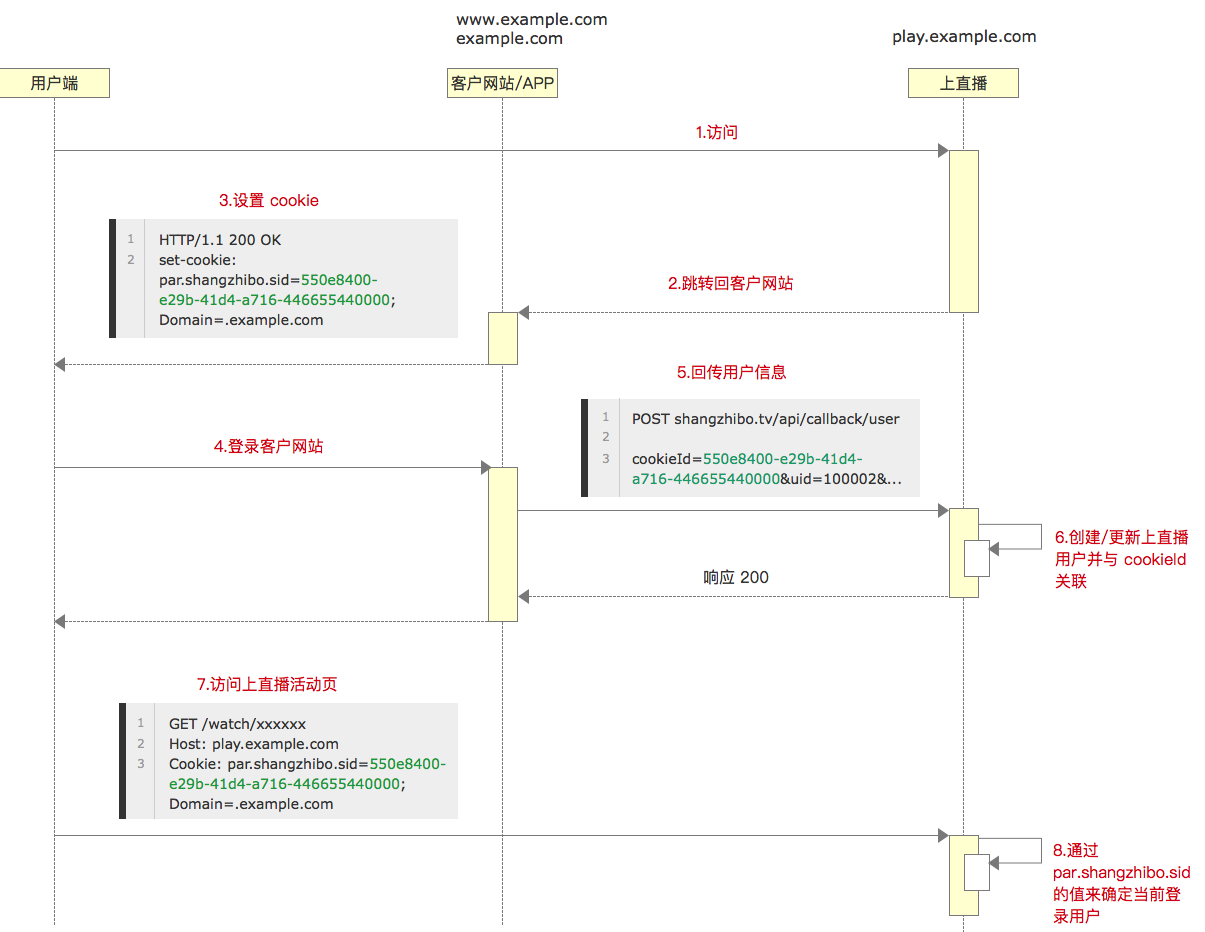 www.example.com
example.com
play.example.com
用户端
客户网站/APP
上直播
1.访问
3.设置 cookie
1
HTTP/1.1 200 OK
2
set-cookie:
par.shangzhibo.sid=550e8400-
e29b-41d4-a716-446655440000;
Domain=.example.com
2.跳转回客户网站
5.回传用户信息
1
POST shangzhibo.tv/api/callback/user
2
3
cookieId=550e8400-e29b-41d4-
a716-446655440000&uid=100002&...
4.登录客户网站
6.创建/更新上直播
用户并与 cookieId
关联
响应 200
7.访问上直播活动页
1
GET /watch/xxxxxx
2
Host: play.example.com
3
Cookie: par.shangzhibo.sid=550e8400-
e29b-41d4-a716-446655440000;
Domain=.example.com
8.通过
par.shangzhibo.sid
的值来确定当前登
录用户